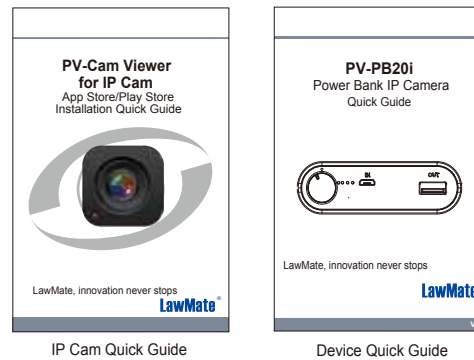 PV-Cam Viewer
for IP Cam
App Store/Play Store
Installation Quick Guide
LawMate, innovation never stops
LawMate®
IP Cam Quick Guide
PV-PB20i
Power Bank IP Camera
Quick Guide
IN
OUT
LawMate, innovation never stops
LawMate
Device Quick Guide